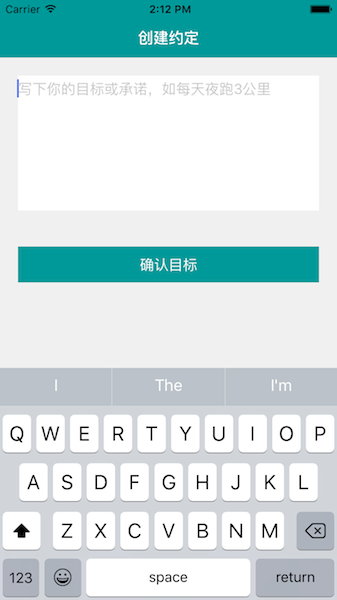 Carrier 2:12 PM
创建约定
写下你的目标或承诺，如每天夜跑3公里
确认目标
I The I'm
Q W E R T Y U I O P
A S D F G H J K L
Z X C V B N M
123 space return